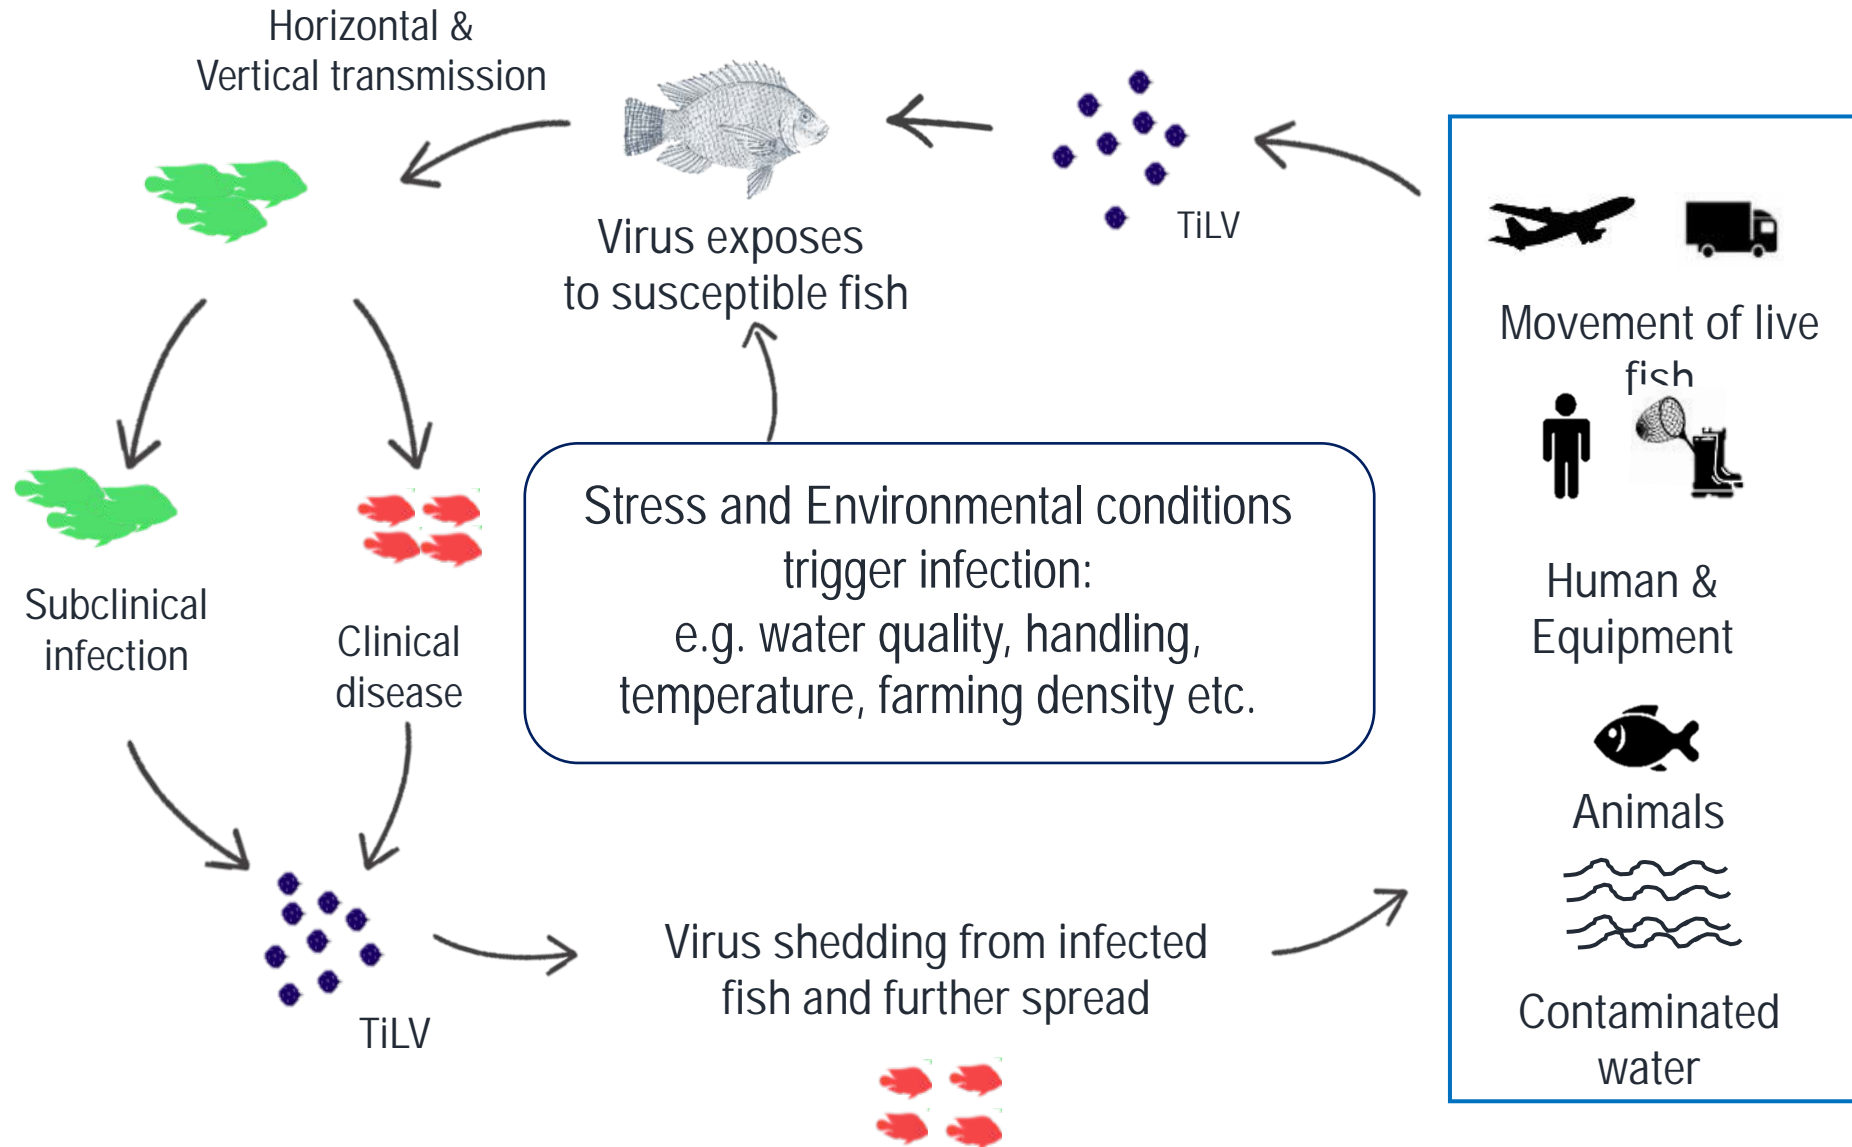 Horizontal &
Vertical transmission
Virus exposes
to susceptible fish
TiLV
Movement of live
fish
Human &
Equipment
Animals
Contaminated
water
Stress and Environmental conditions
trigger infection:
e.g. water quality, handling,
temperature, farming density etc.
Subclinical
infection
Clinical
disease
TiLV
Virus shedding from infected
fish and further spread